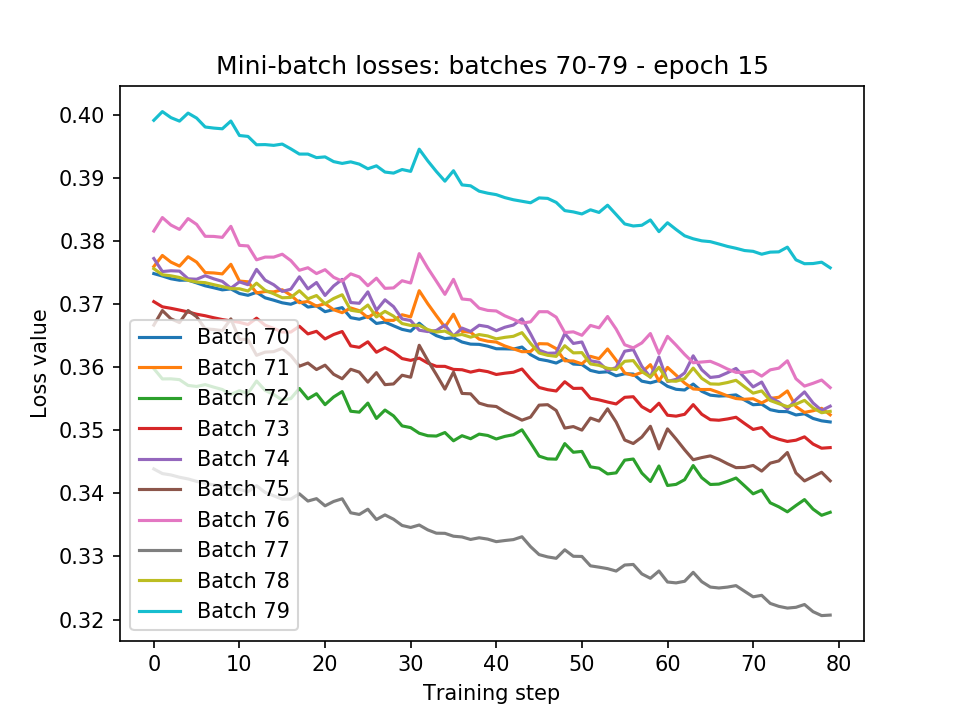 Mini-batch losses: batches 70-79 - epoch 15
Loss value
0.40
0.39
0.38
0.37
0.36
0.35
0.34
0.33
0.32
Batch 70
Batch 71
Batch 72
Batch 73
Batch 74
Batch 75
Batch 76
Batch 77
Batch 78
Batch 79
0 10 20 30 40 50 60 70 80
Training step